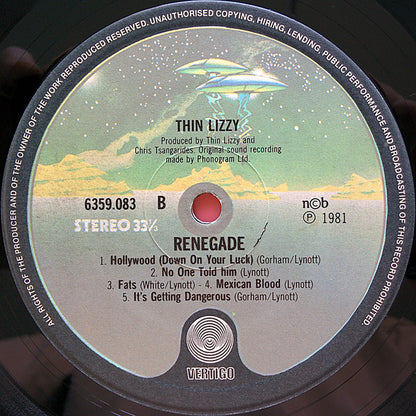 ALL RIGHTS OF THE PRODUCER AND OF THE OWNER OF THE WORK REPRODUCED RESERVED. UNAUTHORISED COPYING, HIRING, LENDING, PUBLIC PERFORMANCE AND BROADCASTING OF THIS RECORD PROHIBITED.
THIN LIZZY
Produced by Thin Lizzy and
Chris Tsangarides. Original sound recording
made by Phonogram Ltd.
6359.083 B
n©b
STEREO 33⅓
℗ 1981
RENEGADE
1. Hollywood (Down On Your Luck) (Gorham/Lynott)
2. No One Told him (Lynott)
3. Fats (White/Lynott) - 4. Mexican Blood (Lynott)
5. It's Getting Dangerous (Gorham/Lynott)
VERTIGO